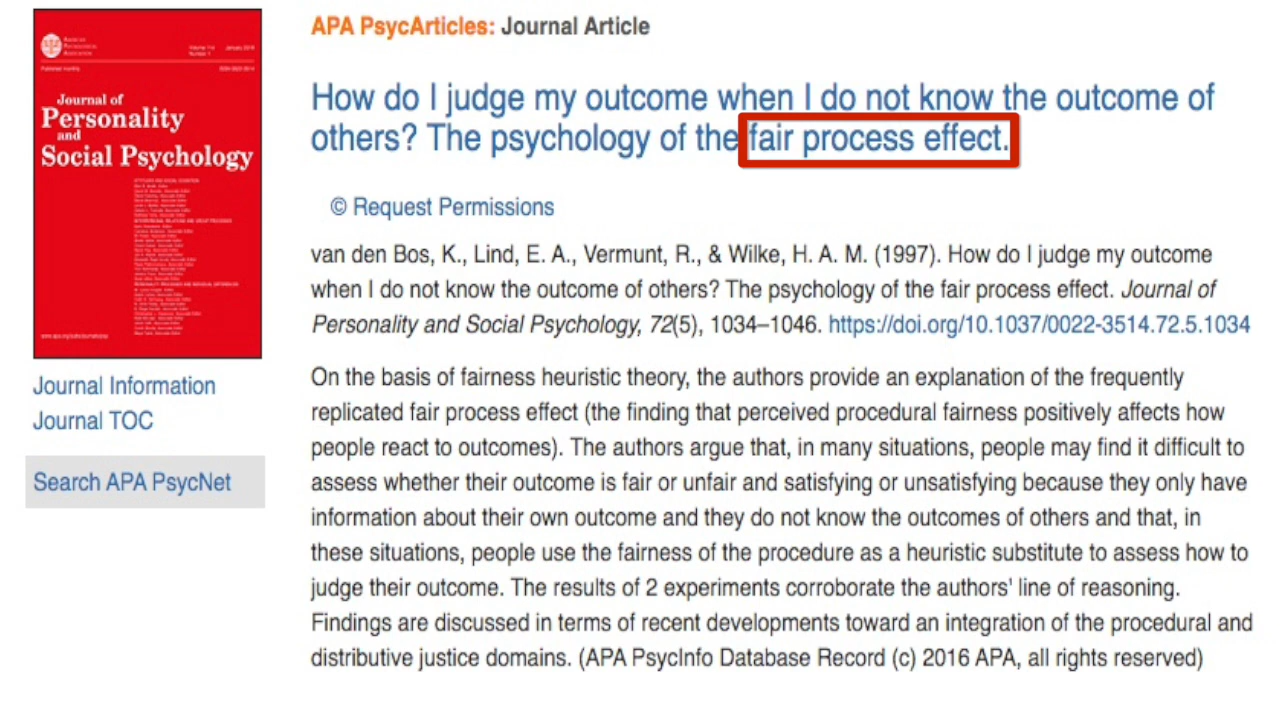 AMERICAN
PSYCHOLOGICAL
ASSOCIATION
Journal of
Personality
and
Social Psychology
Journal Information
Journal TOC
Search APA PsycNet
APA PsycArticles: Journal Article
How do I judge my outcome when I do not know the outcome of
others? The psychology of the fair process effect.
© Request Permissions
van den Bos, K., Lind, E. A., Vermunt, R., & Wilke, H. A. M. (1997). How do I judge my outcome
when I do not know the outcome of others? The psychology of the fair process effect. Journal of
Personality and Social Psychology, 72(5), 1034–1046. https://doi.org/10.1037/0022-3514.72.5.1034
On the basis of fairness heuristic theory, the authors provide an explanation of the frequently
replicated fair process effect (the finding that perceived procedural fairness positively affects how
people react to outcomes). The authors argue that, in many situations, people may find it difficult to
assess whether their outcome is fair or unfair and satisfying or unsatisfying because they only have
information about their own outcome and they do not know the outcomes of others and that, in
these situations, people use the fairness of the procedure as a heuristic substitute to assess how to
judge their outcome. The results of 2 experiments corroborate the authors' line of reasoning.
Findings are discussed in terms of recent developments toward an integration of the procedural and
distributive justice domains. (APA PsycInfo Database Record (c) 2016 APA, all rights reserved)